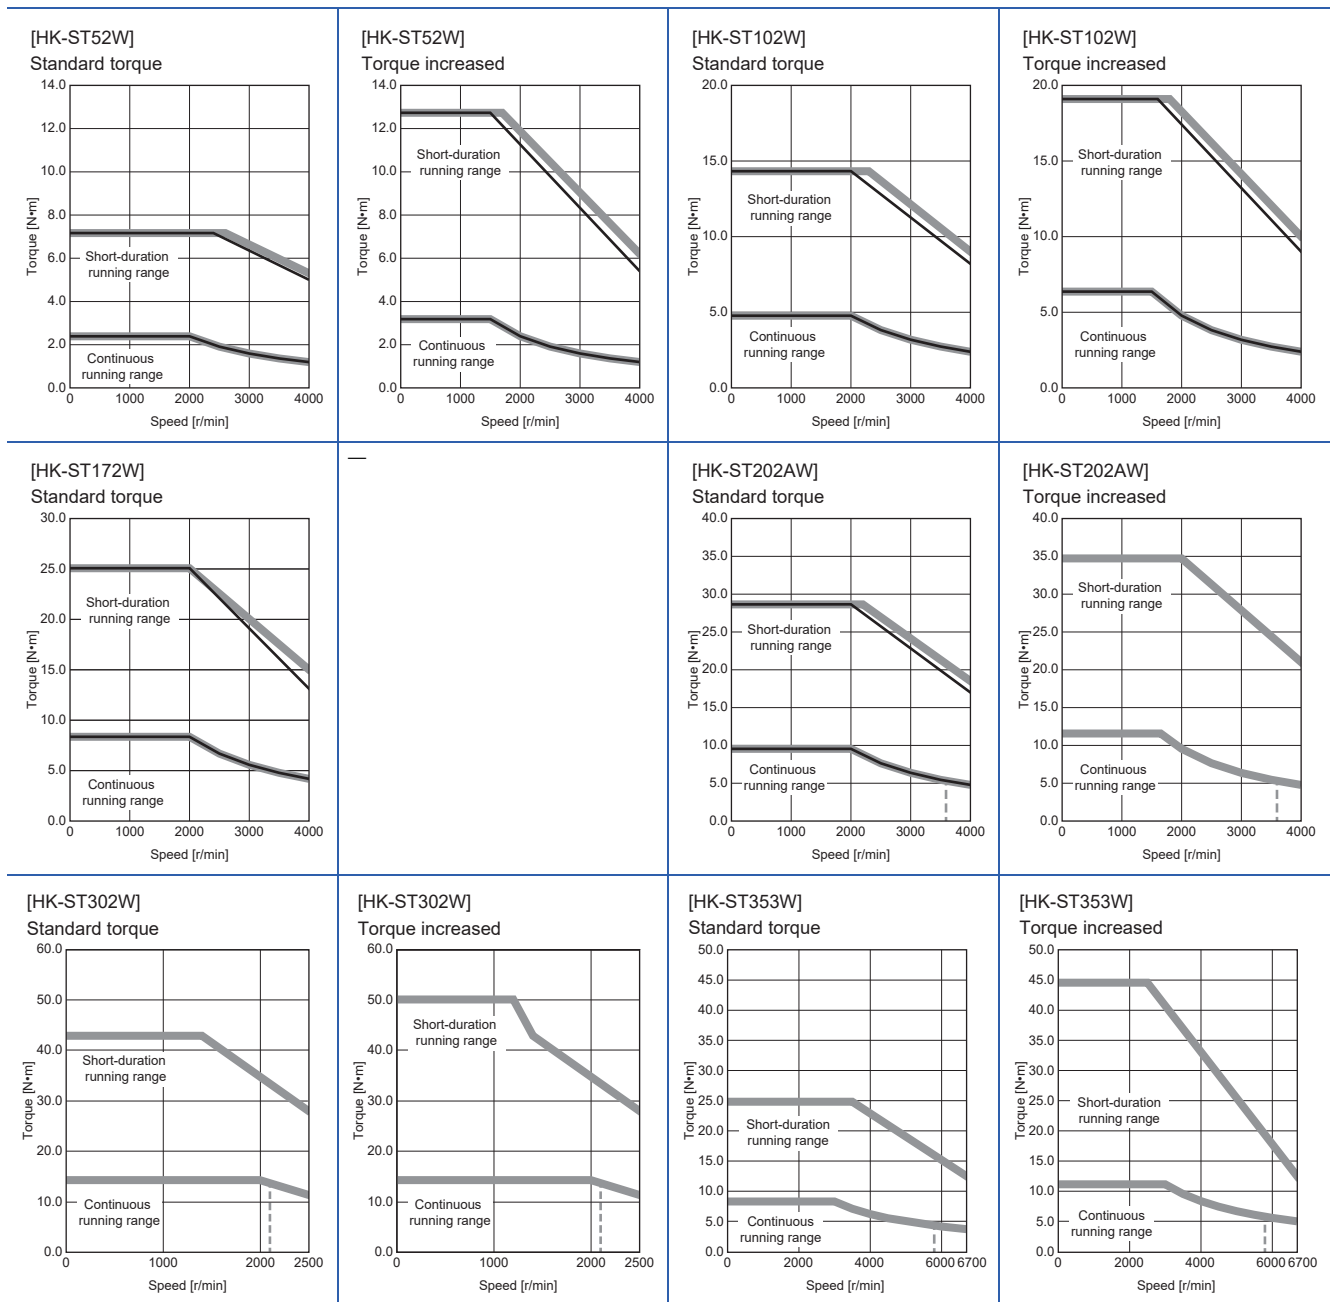 [HK-ST52W]
Standard torque
14.0
12.0
10.0
8.0
6.0
4.0
2.0
0.0
Torque [N•m]
Short-duration
running range
Continuous
running range
0 1000 2000 3000 4000
Speed [r/min]
[HK-ST52W]
Torque increased
14.0
12.0
10.0
8.0
6.0
4.0
2.0
0.0
Torque [N•m]
Short-duration
running range
Continuous
running range
0 1000 2000 3000 4000
Speed [r/min]
[HK-ST102W]
Standard torque
20.0
15.0
10.0
5.0
0.0
Torque [N•m]
Short-duration
running range
Continuous
running range
0 1000 2000 3000 4000
Speed [r/min]
[HK-ST102W]
Torque increased
20.0
15.0
10.0
5.0
0.0
Torque [N•m]
Short-duration
running range
Continuous
running range
0 1000 2000 3000 4000
Speed [r/min]
[HK-ST172W]
Standard torque
30.0
25.0
20.0
15.0
10.0
5.0
0.0
Torque [N•m]
Short-duration
running range
Continuous
running range
0 1000 2000 3000 4000
Speed [r/min]
—
[HK-ST202AW]
Standard torque
40.0
35.0
30.0
25.0
20.0
15.0
10.0
5.0
0.0
Torque [N•m]
Short-duration
running range
Continuous
running range
0 1000 2000 3000 4000
Speed [r/min]
[HK-ST202AW]
Torque increased
40.0
35.0
30.0
25.0
20.0
15.0
10.0
5.0
0.0
Torque [N•m]
Short-duration
running range
Continuous
running range
0 1000 2000 3000 4000
Speed [r/min]
[HK-ST302W]
Standard torque
60.0
50.0
40.0
30.0
20.0
10.0
0.0
Torque [N•m]
Short-duration
running range
Continuous
running range
0 1000 2000 2500
Speed [r/min]
[HK-ST302W]
Torque increased
60.0
50.0
40.0
30.0
20.0
10.0
0.0
Torque [N•m]
Short-duration
running range
Continuous
running range
0 1000 2000 2500
Speed [r/min]
[HK-ST353W]
Standard torque
50.0
45.0
40.0
35.0
30.0
25.0
20.0
15.0
10.0
5.0
0.0
Torque [N•m]
Short-duration
running range
Continuous
running range
0 2000 4000 6000 6700
Speed [r/min]
[HK-ST353W]
Torque increased
50.0
45.0
40.0
35.0
30.0
25.0
20.0
15.0
10.0
5.0
0.0
Torque [N•m]
Short-duration
running range
Continuous
running range
0 2000 4000 6000 6700
Speed [r/min]